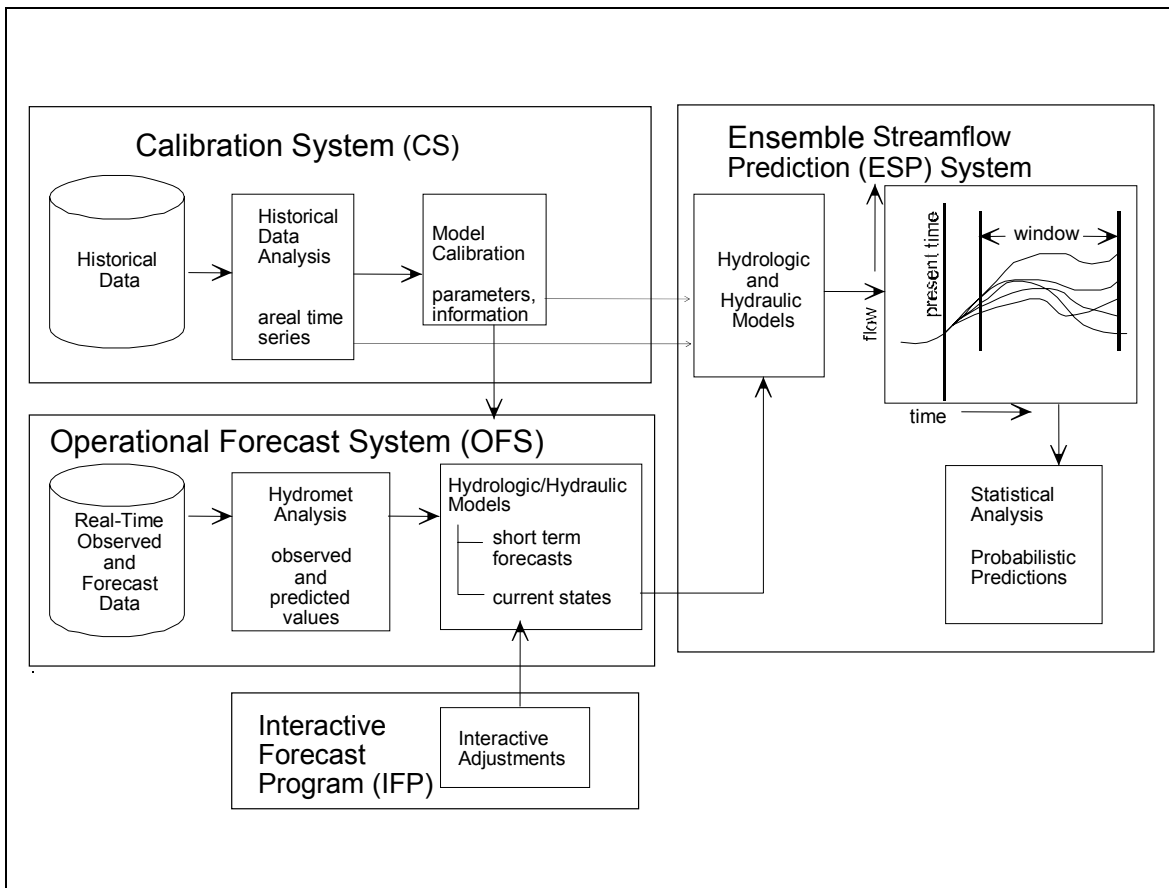 Calibration System (CS)
Historical
Data
Historical
Data
Analysis
areal time
series
Model
Calibration
parameters,
information
Operational Forecast System (OFS)
Real-Time
Observed
and
Forecast
Data
Hydromet
Analysis
observed
and
predicted
values
Hydrologic/Hydraulic
Models
short term
forecasts
current states
Interactive
Forecast
Program (IFP)
Interactive
Adjustments
Ensemble Streamflow
Prediction (ESP) System
Hydrologic
and
Hydraulic
Models
flow
present time
window
time
Statistical
Analysis
Probabilistic
Predictions